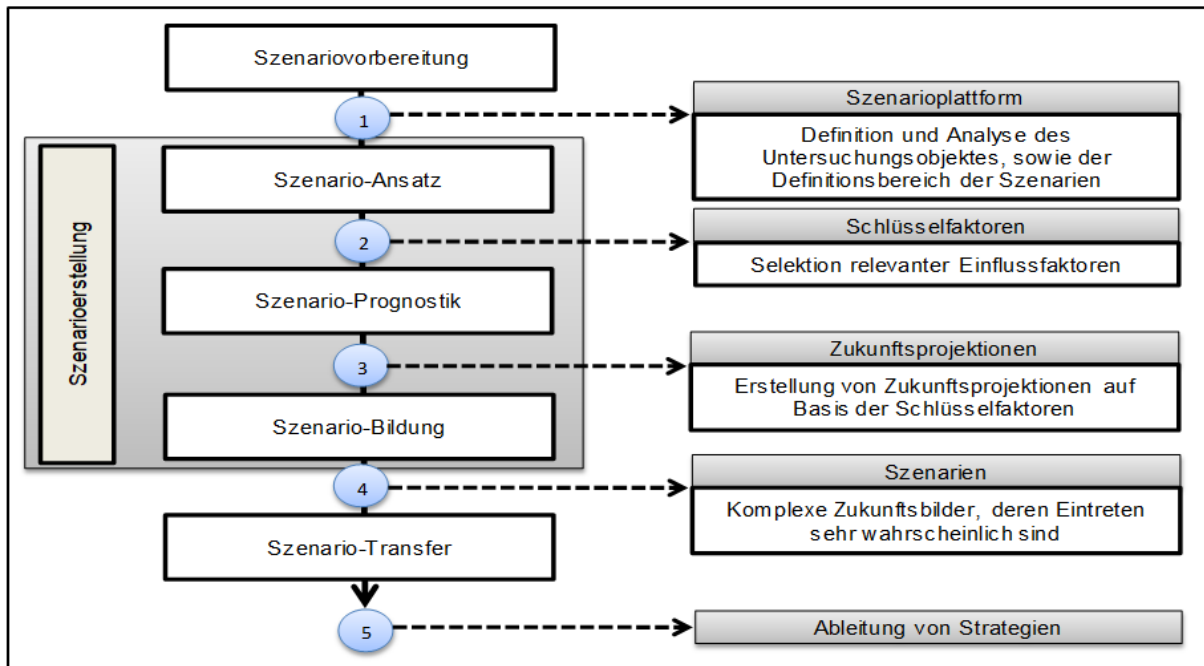 Szenariovorbereitung
1
Szenarioplattform
Definition und Analyse des
Untersuchungsobjektes, sowie der
Definitionsbereich der Szenarien
Szenarioerstellung
Szenario-Ansatz
2
Schlüsselfaktoren
Selektion relevanter Einflussfaktoren
Szenario-Prognostik
3
Zukunftsprojektionen
Erstellung von Zukunftsprojektionen auf
Basis der Schlüsselfaktoren
Szenario-Bildung
4
Szenarien
Komplexe Zukunftsbilder, deren Eintreten
sehr wahrscheinlich sind
Szenario-Transfer
5
Ableitung von Strategien